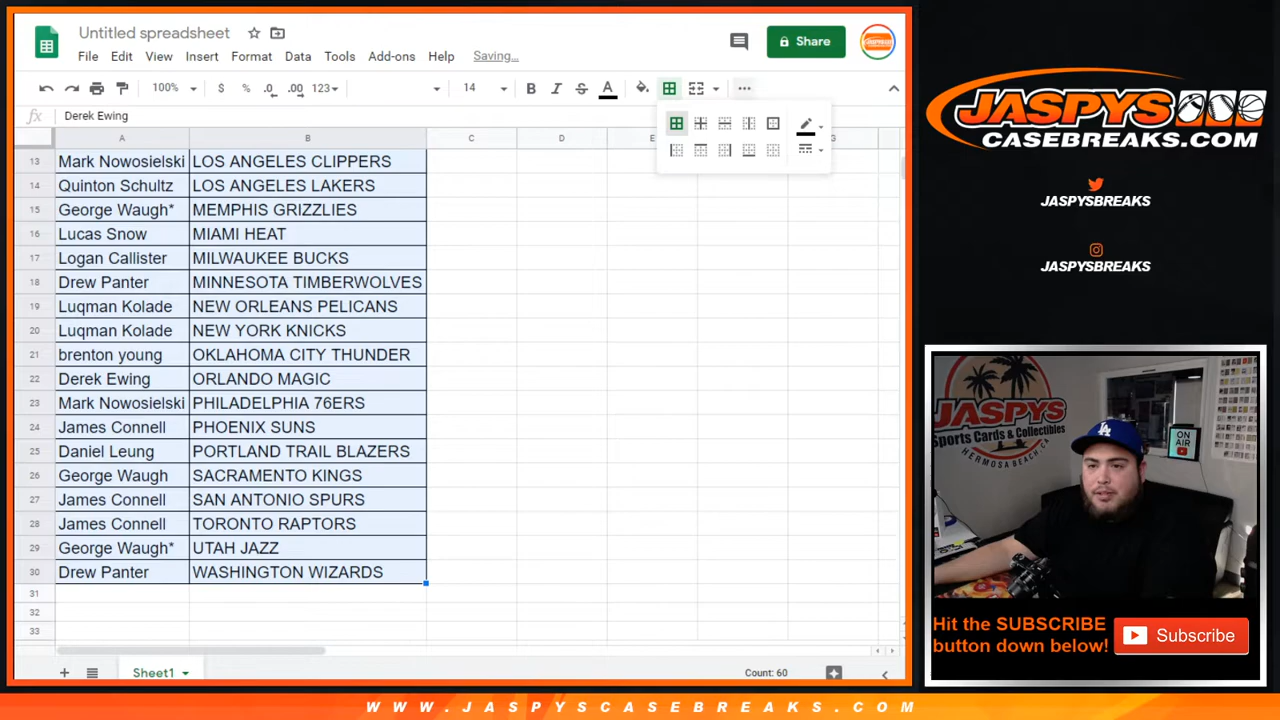 Untitled spreadsheet
File Edit View Insert Format Data Tools Add-ons Help Saving...
Share
100% $ % .0 .00 123 14 B I S A
fx Derek Ewing
A B C D E G
13 Mark Nowosielski LOS ANGELES CLIPPERS
14 Quinton Schultz LOS ANGELES LAKERS
15 George Waugh* MEMPHIS GRIZZLIES
16 Lucas Snow MIAMI HEAT
17 Logan Callister MILWAUKEE BUCKS
18 Drew Panter MINNESOTA TIMBERWOLVES
19 Luqman Kolade NEW ORLEANS PELICANS
20 Luqman Kolade NEW YORK KNICKS
21 brenton young OKLAHOMA CITY THUNDER
22 Derek Ewing ORLANDO MAGIC
23 Mark Nowosielski PHILADELPHIA 76ERS
24 James Connell PHOENIX SUNS
25 Daniel Leung PORTLAND TRAIL BLAZERS
26 George Waugh SACRAMENTO KINGS
27 James Connell SAN ANTONIO SPURS
28 James Connell TORONTO RAPTORS
29 George Waugh* UTAH JAZZ
30 Drew Panter WASHINGTON WIZARDS
31
32
33
Sheet1
Count: 60
JASPYS
CASEBREAKS.COM
JASPYSBREAKS
JASPYSBREAKS
JASPYS
Sports Cards & Collectibles
HERMOSA BEACH, CA
ON
AIR
LA
Hit the SUBSCRIBE
button down below!
Subscribe
WWW.JASPYSCASEBREAKS.COM